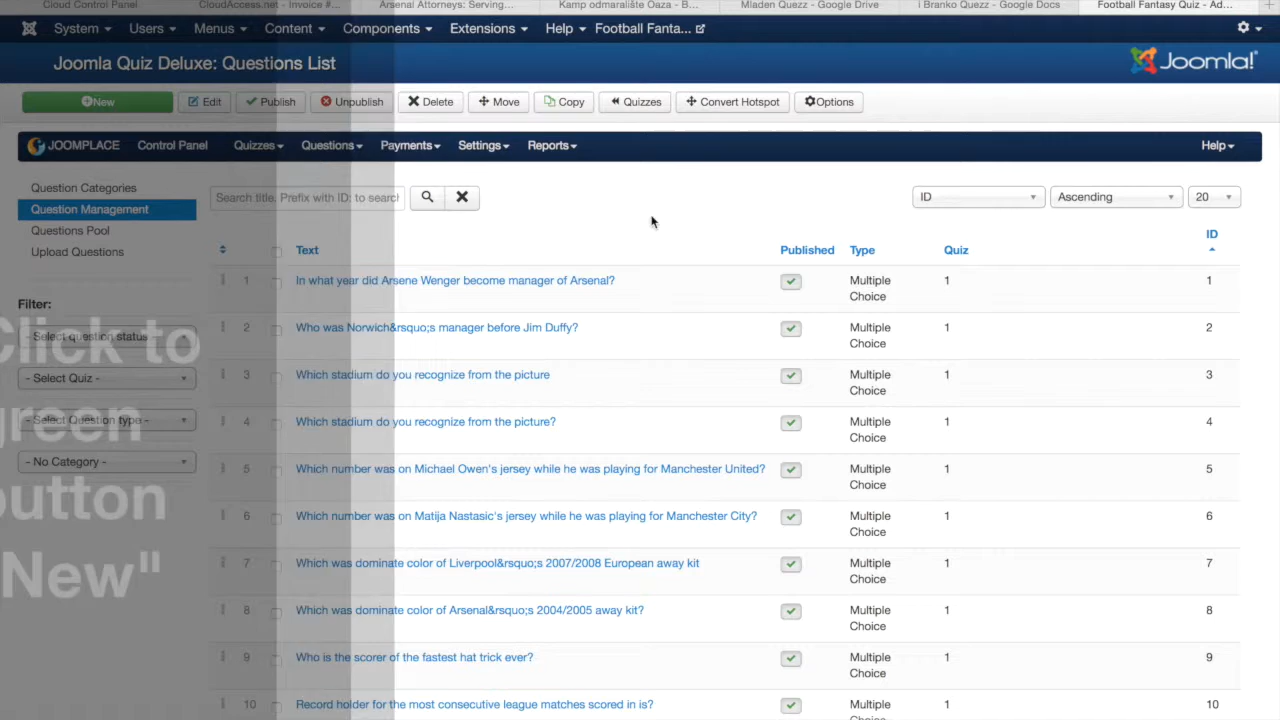 Cloud Control Panel CloudAccess.net - Invoice #... Arsenal Attorneys: Serving... Kamp odmaralište Oaza - B... Mladen Quezz - Google Drive i Branko Quezz - Google Docs Football Fantasy Quiz - Ad...
System Users Menus Content Components Extensions Help Football Fanta...
Joomla Quiz Deluxe: Questions List
Joomla!
New Edit Publish Unpublish Delete Move Copy Quizzes Convert Hotspot Options
JOOMPLACE Control Panel Quizzes Questions Payments Settings Reports Help
Question Categories
Question Management
Questions Pool
Upload Questions
Search title. Prefix with ID: to search
ID Ascending 20
Filter:
- Select question status -
- Select Quiz -
- Select Question type -
- No Category -
Click to
green
button
"New"
Text Published Type Quiz ID
1 In what year did Arsene Wenger become manager of Arsenal? Multiple Choice 1 1
2 Who was Norwich&rsquo;s manager before Jim Duffy? Multiple Choice 1 2
3 Which stadium do you recognize from the picture Multiple Choice 1 3
4 Which stadium do you recognize from the picture? Multiple Choice 1 4
5 Which number was on Michael Owen's jersey while he was playing for Manchester United? Multiple Choice 1 5
6 Which number was on Matija Nastasic's jersey while he was playing for Manchester City? Multiple Choice 1 6
7 Which was dominate color of Liverpool&rsquo;s 2007/2008 European away kit Multiple Choice 1 7
8 Which was dominate color of Arsenal&rsquo;s 2004/2005 away kit? Multiple Choice 1 8
9 Who is the scorer of the fastest hat trick ever? Multiple Choice 1 9
10 Record holder for the most consecutive league matches scored in is? Multiple 1 10